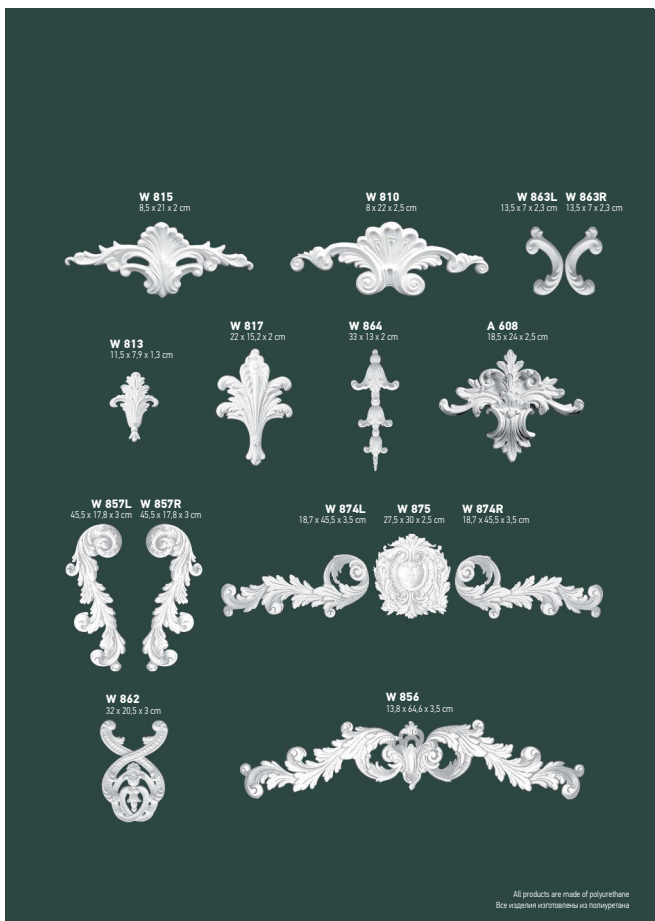 W 815
8,5 x 21 x 2 cm
W 810
8 x 22 x 2,5 cm
W 863L W 863R
13,5 x 7 x 2,3 cm 13,5 x 7 x 2,3 cm
W 813
11,5 x 7,9 x 1,3 cm
W 817
22 x 15,2 x 2 cm
W 864
33 x 13 x 2 cm
A 608
18,5 x 24 x 2,5 cm
W 857L W 857R
45,5 x 17,8 x 3 cm 45,5 x 17,8 x 3 cm
W 874L W 875 W 874R
18,7 x 45,5 x 3,5 cm 27,5 x 30 x 2,5 cm 18,7 x 45,5 x 3,5 cm
W 862
32 x 20,5 x 3 cm
W 856
13,8 x 64,6 x 3,5 cm
All products are made of polyurethane
Все изделия изготовлены из полиуретана